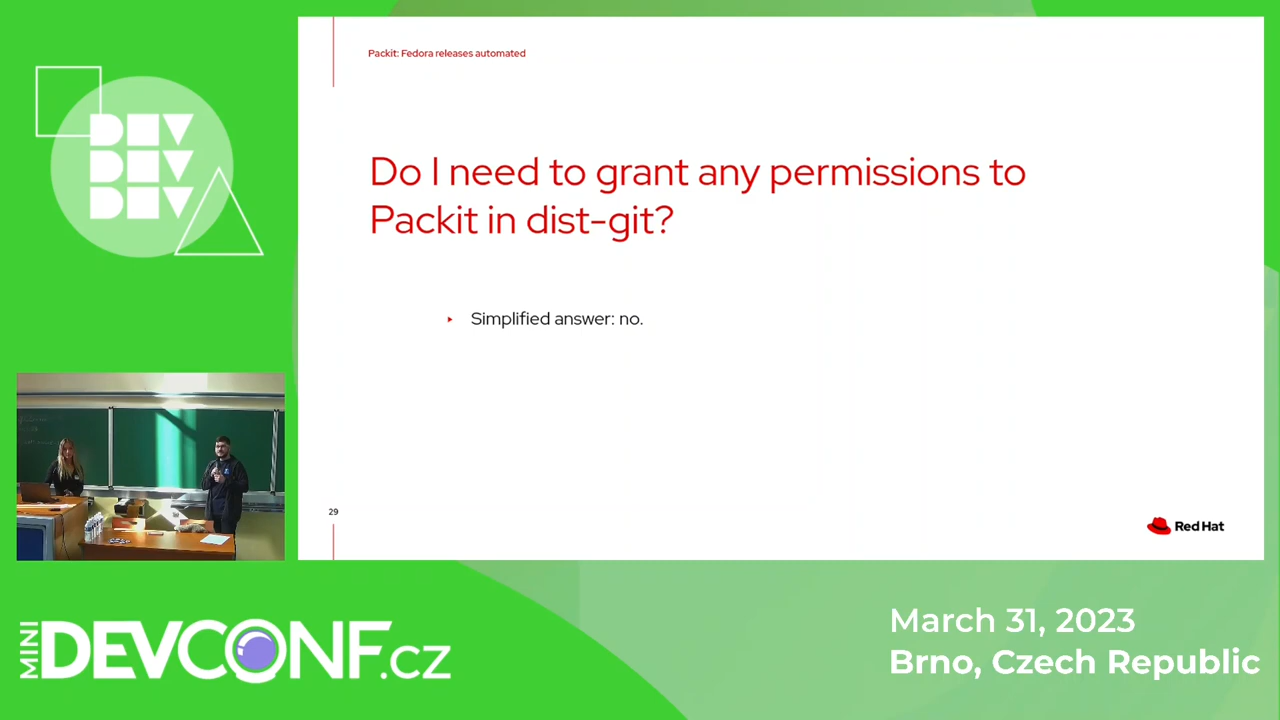 DEV
DEV
DEV
Packit: Fedora releases automated
Do I need to grant any permissions to
Packit in dist-git?
Simplified answer: no.
29
Red Hat
MINI
DEVCONF.cz
March 31, 2023
Brno, Czech Republic